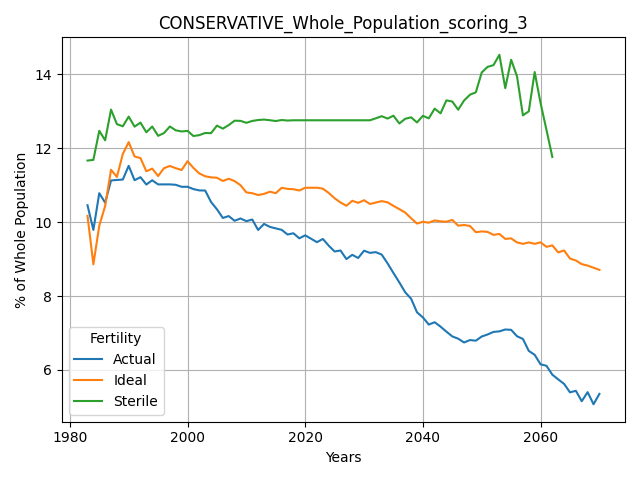 CONSERVATIVE_Whole_Population_scoring_3
% of Whole Population
14
12
10
8
6
Fertility
Actual
Ideal
Sterile
1980
2000
2020
2040
2060
Years